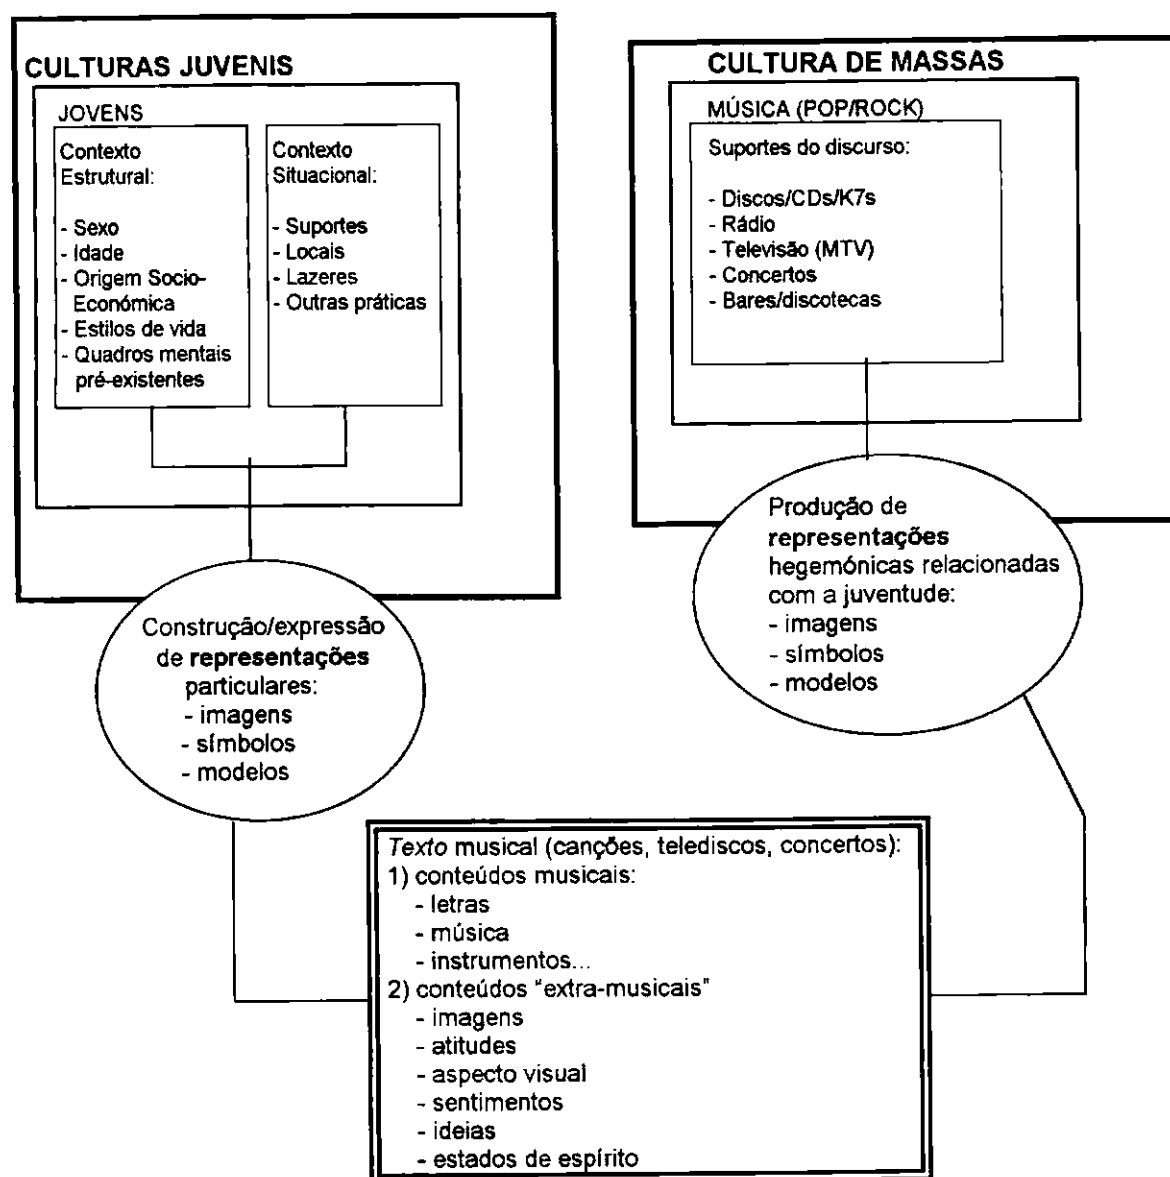 CULTURAS JUVENIS
JOVENS
Contexto
Estrutural:
- Sexo
- Idade
- Origem Socio-
Económica
- Estilos de vida
- Quadros mentais
pré-existentes
Contexto
Situacional:
- Suportes
- Locais
- Lazeres
- Outras práticas
Construção/expressão
de representações
particulares:
- imagens
- símbolos
- modelos
CULTURA DE MASSAS
MÚSICA (POP/ROCK)
Suportes do discurso:
- Discos/CDs/K7s
- Rádio
- Televisão (MTV)
- Concertos
- Bares/discotecas
Produção de
representações
hegemónicas relacionadas
com a juventude:
- imagens
- símbolos
- modelos
Texto musical (canções, telediscos, concertos):
1) conteúdos musicais:
- letras
- música
- instrumentos...
2) conteúdos "extra-musicais"
- imagens
- atitudes
- aspecto visual
- sentimentos
- ideias
- estados de espírito